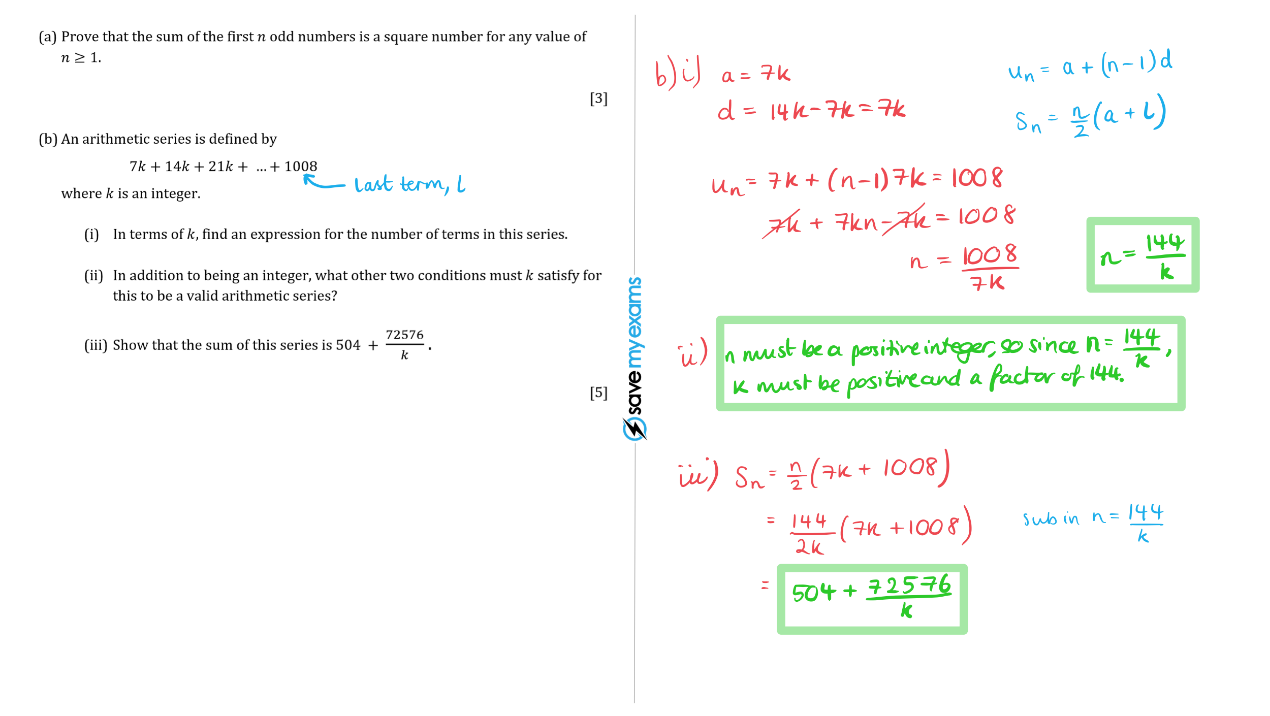 (a) Prove that the sum of the first n odd numbers is a square number for any value of
n ≥ 1.
[3]
(b) An arithmetic series is defined by
7k + 14k + 21k + … + 1008
last term, L
where k is an integer.
(i) In terms of k, find an expression for the number of terms in this series.
(ii) In addition to being an integer, what other two conditions must k satisfy for
this to be a valid arithmetic series?
(iii) Show that the sum of this series is 504 + 72576/k .
[5]
savemyexams
b) i) a = 7k
d = 14k - 7k = 7k
uₙ = a + (n - 1)d
Sₙ = n/2 (a + L)
uₙ = 7k + (n-1)7k = 1008
7k + 7kn - 7k = 1008
n = 1008/7k
n = 144/k
ii) n must be a positive integer, so since n = 144/k,
k must be positive and a factor of 144.
iii) Sₙ = n/2 (7k + 1008)
= 144/2k (7k + 1008)
sub in n = 144/k
= 504 + 72576/k